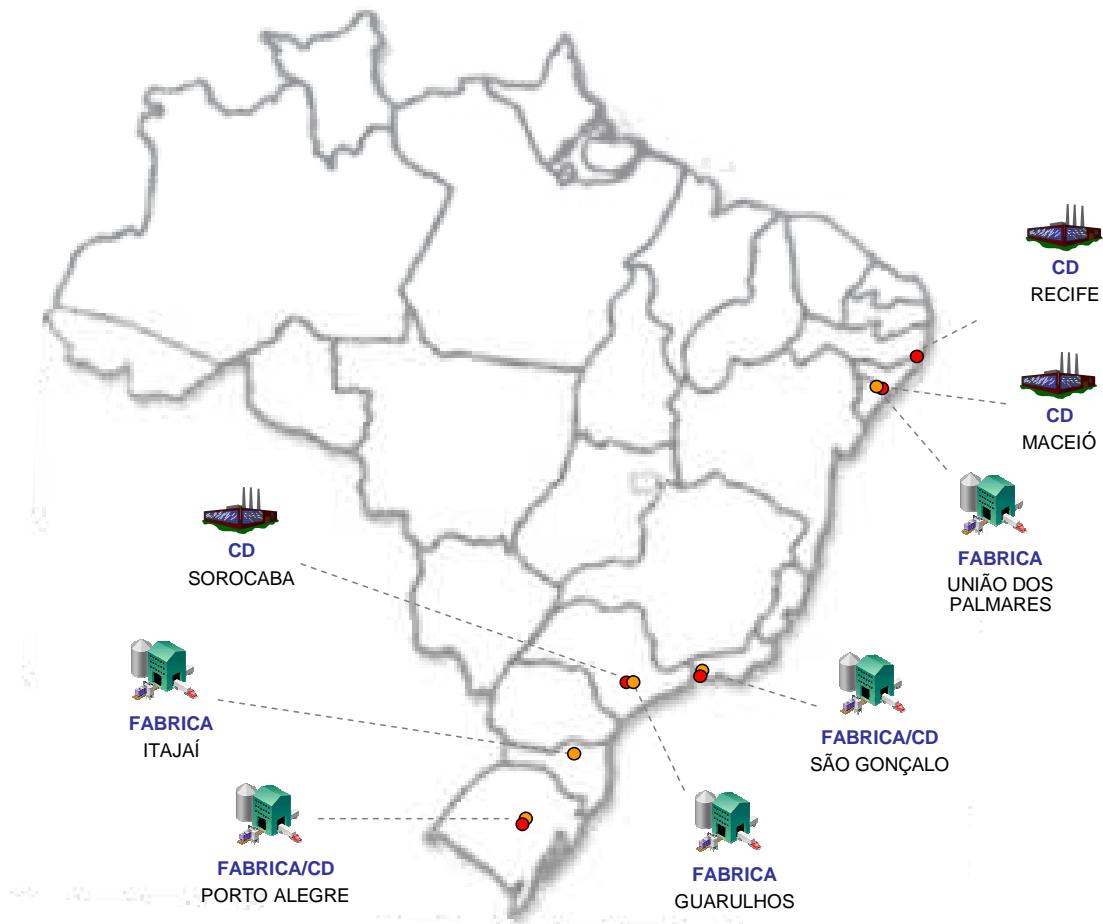 CD
RECIFE
CD
MACEIÓ
FABRICA
UNIÃO DOS
PALMARES
CD
SOROCABA
FABRICA
ITAJAÍ
FABRICA/CD
SÃO GONÇALO
FABRICA/CD
PORTO ALEGRE
FABRICA
GUARULHOS